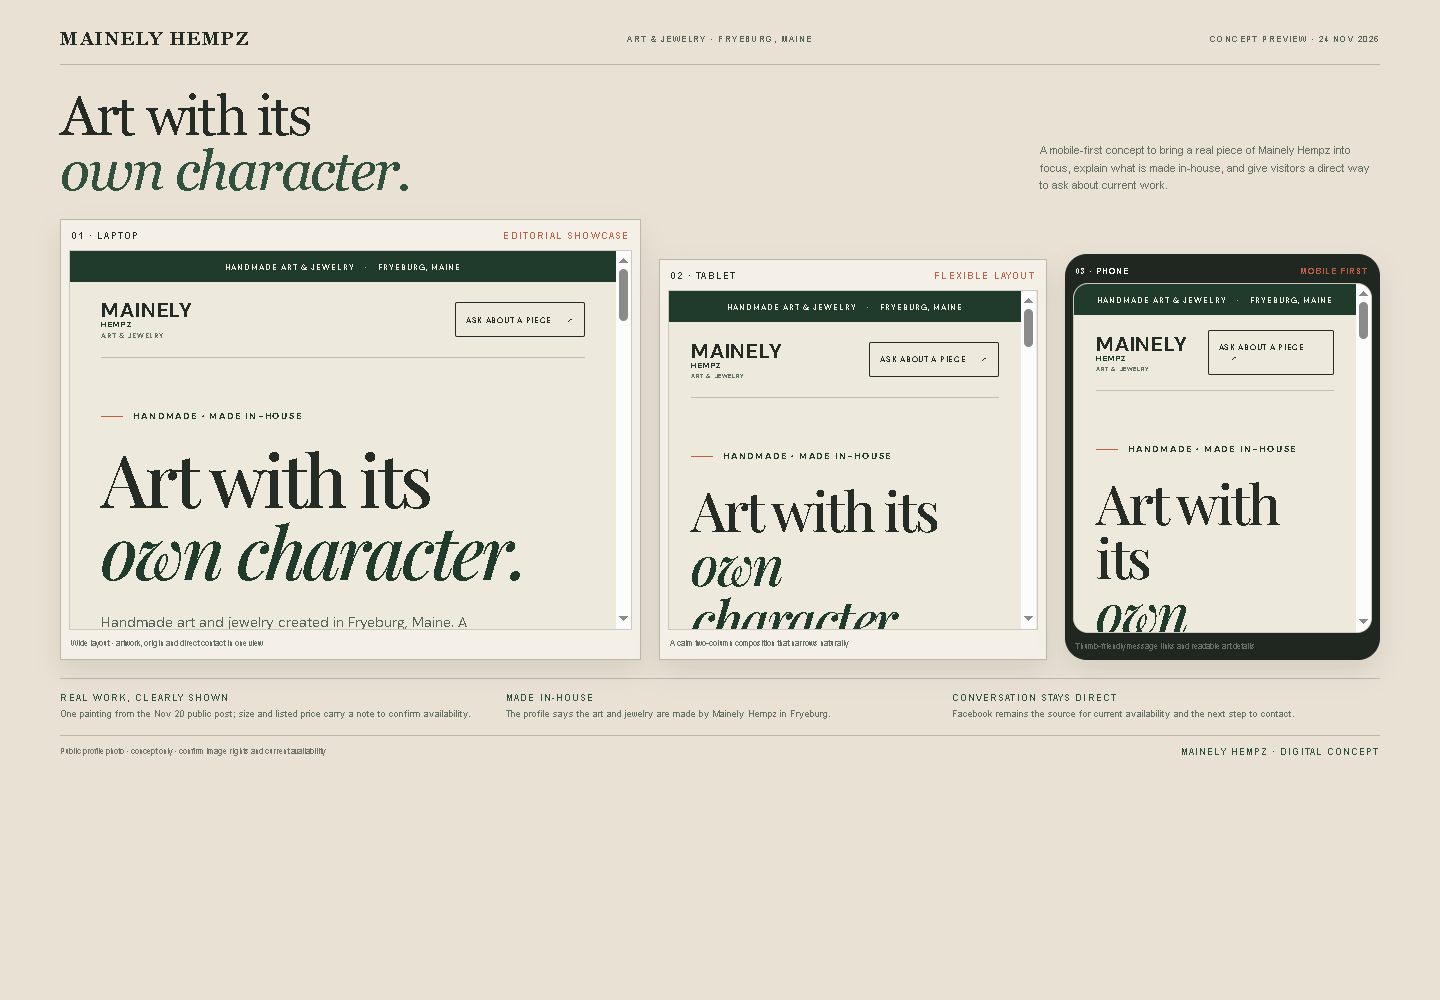 MAINELY HEMPZ
ART & JEWELRY · FRYEBURG, MAINE
CONCEPT PREVIEW · 24 NOV 2026
Art with its
own character.
A mobile-first concept to bring a real piece of Mainely Hempz into
focus, explain what is made in-house, and give visitors a direct way
to ask about current work.
01 · LAPTOP
EDITORIAL SHOWCASE
HANDMADE ART & JEWELRY · FRYEBURG, MAINE
MAINELY
HEMPZ
ART & JEWELRY
ASK ABOUT A PIECE ↗
HANDMADE • MADE IN-HOUSE
Art with its
own character.
Handmade art and jewelry created in Fryeburg, Maine. A
Wide layout · artwork, origin and direct contact in one view
02 · TABLET
FLEXIBLE LAYOUT
HANDMADE ART & JEWELRY · FRYEBURG, MAINE
MAINELY
HEMPZ
ART & JEWELRY
ASK ABOUT A PIECE ↗
HANDMADE • MADE IN-HOUSE
Art with its
own
character
A calm two-column composition that narrows naturally
03 · PHONE
MOBILE FIRST
HANDMADE ART & JEWELRY · FRYEBURG, MAINE
MAINELY
HEMPZ
ART & JEWELRY
ASK ABOUT A PIECE
↗
HANDMADE • MADE IN-HOUSE
Art with
its
own
Thumb-friendly message links and readable art details
REAL WORK, CLEARLY SHOWN
One painting from the Nov 20 public post; size and listed price carry a note to confirm availability.
MADE IN-HOUSE
The profile says the art and jewelry are made by Mainely Hempz in Fryeburg.
CONVERSATION STAYS DIRECT
Facebook remains the source for current availability and the next step to contact.
Public profile photo · concept only · confirm image rights and current availability
MAINELY HEMPZ · DIGITAL CONCEPT